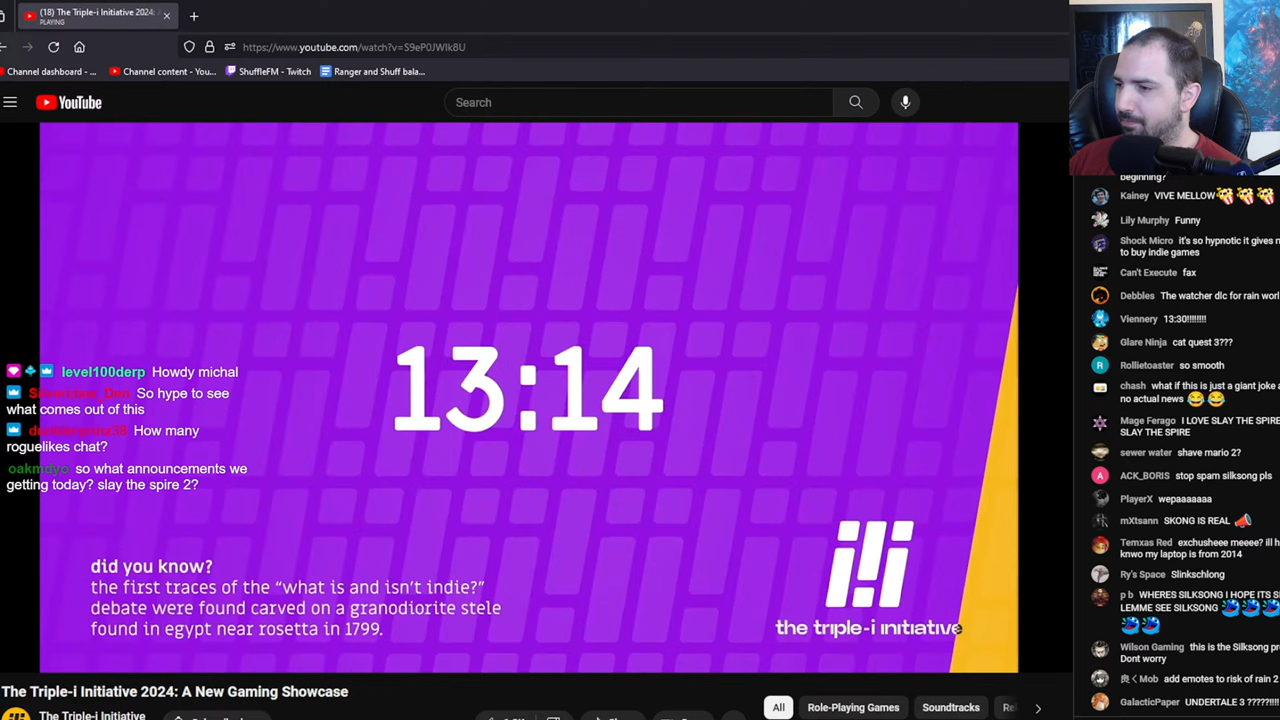 (18) The Triple-i Initiative 2024:
PLAYING
https://www.youtube.com/watch?v=S9eP0JWIk8U
Channel dashboard - ...
Channel content - You...
ShuffleFM - Twitch
Ranger and Shuff bala...
YouTube
Search
13:14
level100derp Howdy michal
So hype to see
what comes out of this
How many
roguelikes chat?
oakmdyo so what announcements we
getting today? slay the spire 2?
did you know?
the first traces of the “what is and isn't indie?”
debate were found carved on a granodiorite stele
found in egypt near rosetta in 1799.
the triple-i initiative
The Triple-i Initiative 2024: A New Gaming Showcase
The Triple-i Initiative
All
Role-Playing Games
Soundtracks
beginning?
Kainey VIVE MELLOW
Lily Murphy Funny
Shock Micro it's so hypnotic it gives
to buy indie games
Can't Execute fax
Debbles The watcher dlc for rain
Viennery 13:30!!!!!!!!
Glare Ninja cat quest 3???
Rollietoaster so smooth
chash what if this is just a giant joke
no actual news
Mage Ferago I LOVE SLAY THE SPIRE
SLAY THE SPIRE
sewer water shave mario 2?
ACK_BORIS stop spam silksong pls
PlayerX wepaaaaaa
mXtsann SKONG IS REAL
Temxas Red exchusheee meeee? ill
knwo my laptop is from 2014
Ry's Space Slinkschlong
p b WHERES SILKSONG I HOPE ITS
LEMME SEE SILKSONG
Wilson Gaming this is the Silksong
Dont worry
良く Mob add emotes to risk of rain 2
GalacticPaper UNDERTALE 3 ?????!!!!